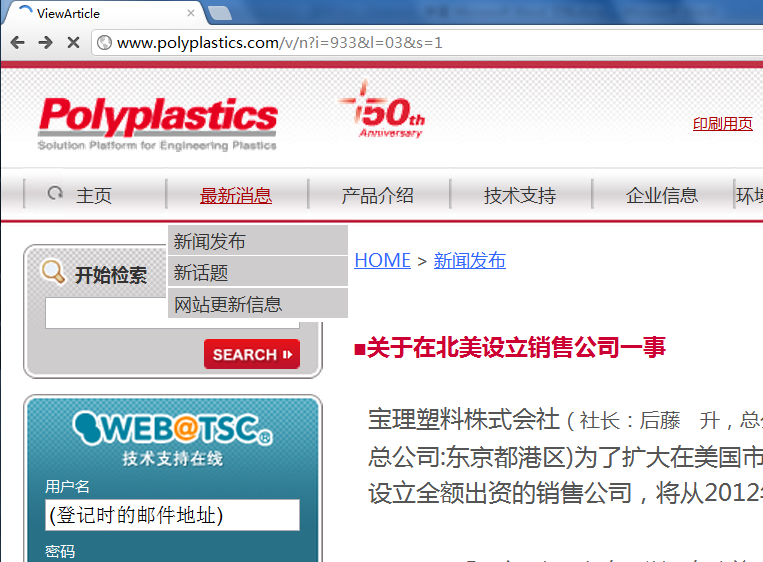 ViewArticle
www.polyplastics.com/v/n?i=933&l=03&s=1
Polyplastics
Solution Platform for Engineering Plastics
50th
Anniversary
印刷用页
主页
最新消息
产品介绍
技术支持
企业信息
新闻发布
新话题
网站更新信息
开始检索
SEARCH
HOME > 新闻发布
■关于在北美设立销售公司一事
宝理塑料株式会社 ( 社长：后藤　升，总
总公司:东京都港区)为了扩大在美国市
设立全额出资的销售公司，将从2012
WEB@TSC®
技术支持在线
用户名
(登记时的邮件地址)
密码